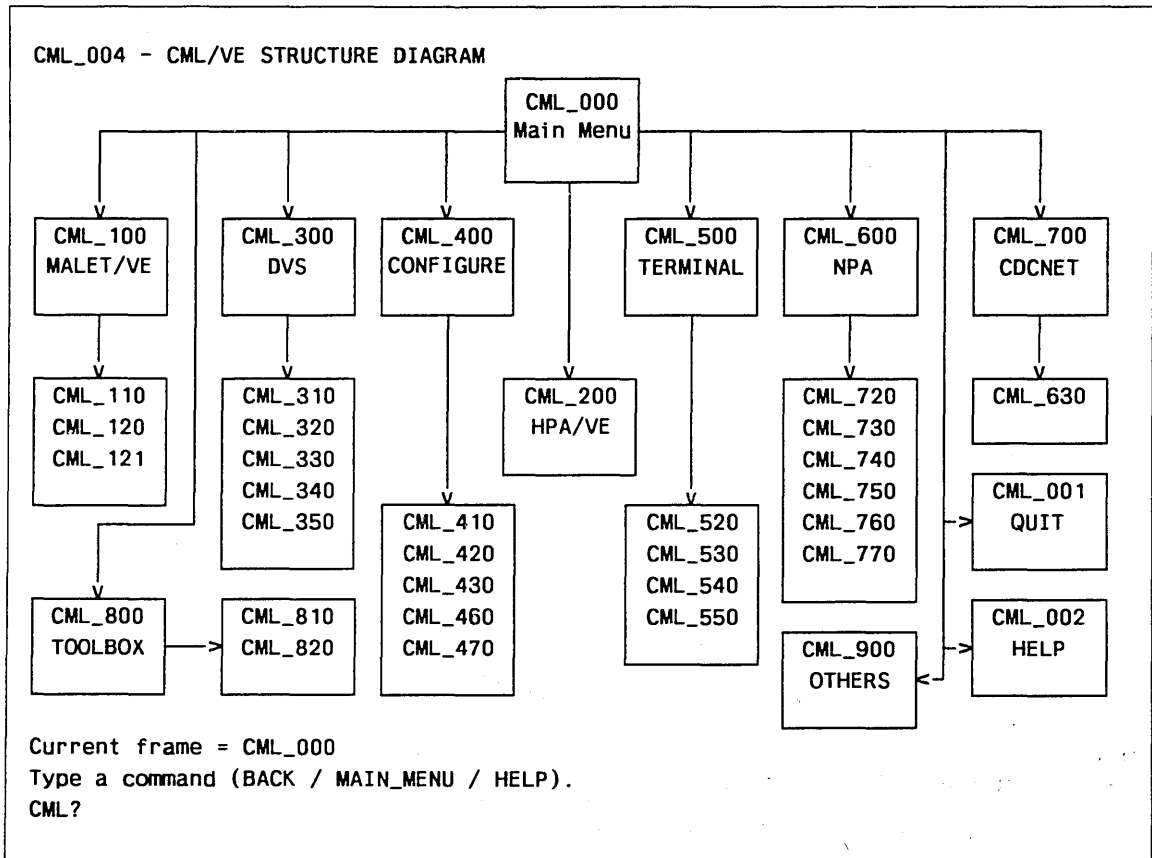 CML_004 - CML/VE STRUCTURE DIAGRAM
CML_000
Main Menu
CML_100
MALET/VE
CML_300
DVS
CML_400
CONFIGURE
CML_500
TERMINAL
CML_600
NPA
CML_700
CDCNET
CML_110
CML_120
CML_121
CML_310
CML_320
CML_330
CML_340
CML_350
CML_200
HPA/VE
CML_720
CML_730
CML_740
CML_750
CML_760
CML_770
CML_630
CML_001
QUIT
CML_410
CML_420
CML_430
CML_460
CML_470
CML_520
CML_530
CML_540
CML_550
CML_800
TOOLBOX
CML_810
CML_820
CML_900
OTHERS
CML_002
HELP
Current frame = CML_000
Type a command (BACK / MAIN_MENU / HELP).
CML?